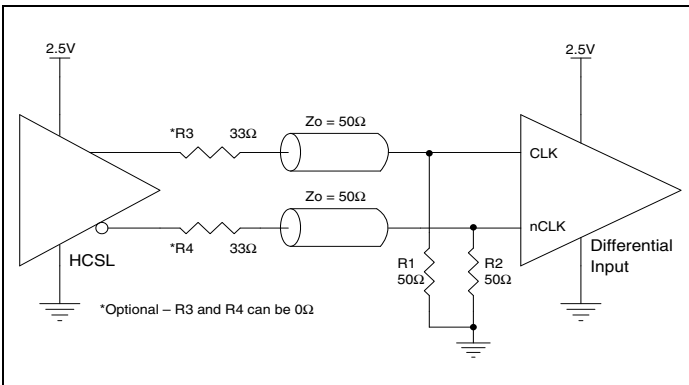 2.5V
2.5V
*R3 33Ω
Zo = 50Ω
CLK
Zo = 50Ω
*R4 33Ω
nCLK
HCSL
R1
50Ω
R2
50Ω
Differential
Input
*Optional – R3 and R4 can be 0Ω